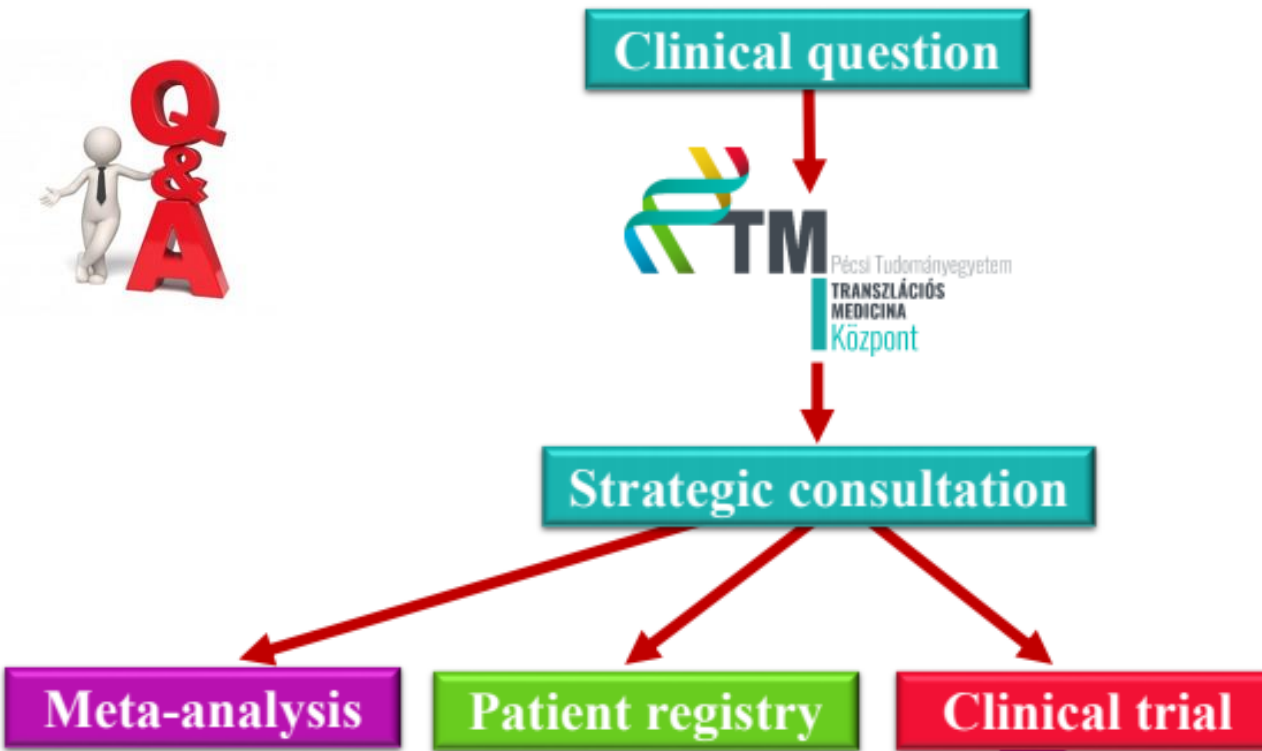 Clinical question
Q
&
A
TM
Pécsi Tudományegyetem
TRANSZLÁCIÓS
MEDICINA
Központ
Strategic consultation
Meta-analysis
Patient registry
Clinical trial